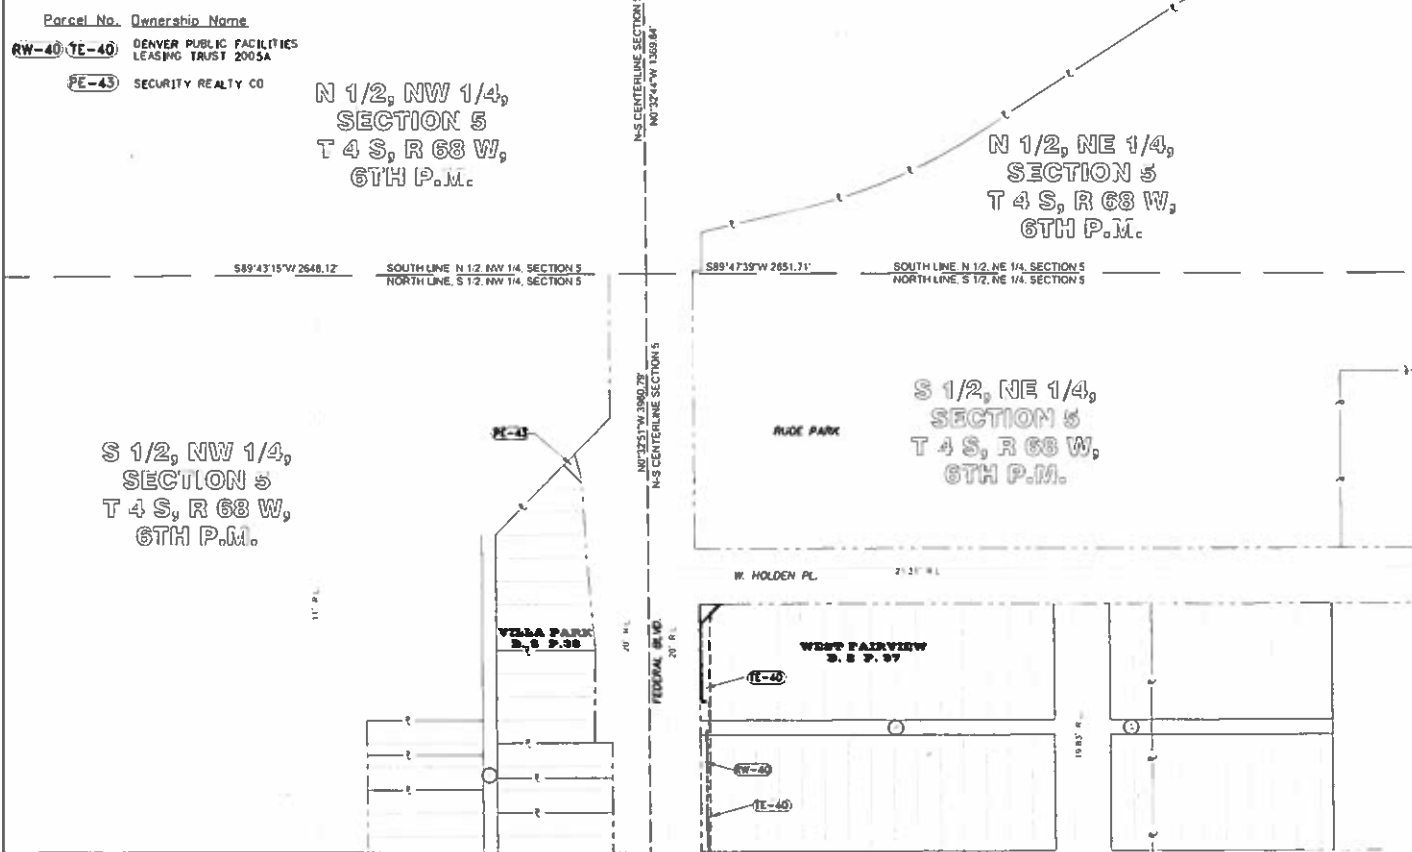 Parcel No. Ownership Name
RW-40 TE-40 DENVER PUBLIC FACILITIES
LEASING TRUST 2005A
PE-43 SECURITY REALTY CO
N 1/2, NW 1/4,
SECTION 5
T 4 S, R 68 W,
6TH P.M.
N-S CENTERLINE SECTION 5
N0°32'44"W 1369.84'
N 1/2, NE 1/4,
SECTION 5
T 4 S, R 68 W,
6TH P.M.
S89°43'15"W 2648.12'
SOUTH LINE, N 1/2, NW 1/4, SECTION 5
NORTH LINE, S 1/2, NW 1/4, SECTION 5
S89°47'39"W 2651.71'
SOUTH LINE, N 1/2, NE 1/4, SECTION 5
NORTH LINE, S 1/2, NE 1/4, SECTION 5
N0°32'51"W 3960.79'
N-S CENTERLINE SECTION 5
S 1/2, NW 1/4,
SECTION 5
T 4 S, R 68 W,
6TH P.M.
PE-43
RUDE PARK
S 1/2, NE 1/4,
SECTION 5
T 4 S, R 68 W,
6TH P.M.
W. HOLDEN PL.
11' R.L.
VILLA PARK
20' R.L.
FEDERAL BLVD.
20' R.L.
WEST FAIRVIEW
TE-40
RW-40
TE-40